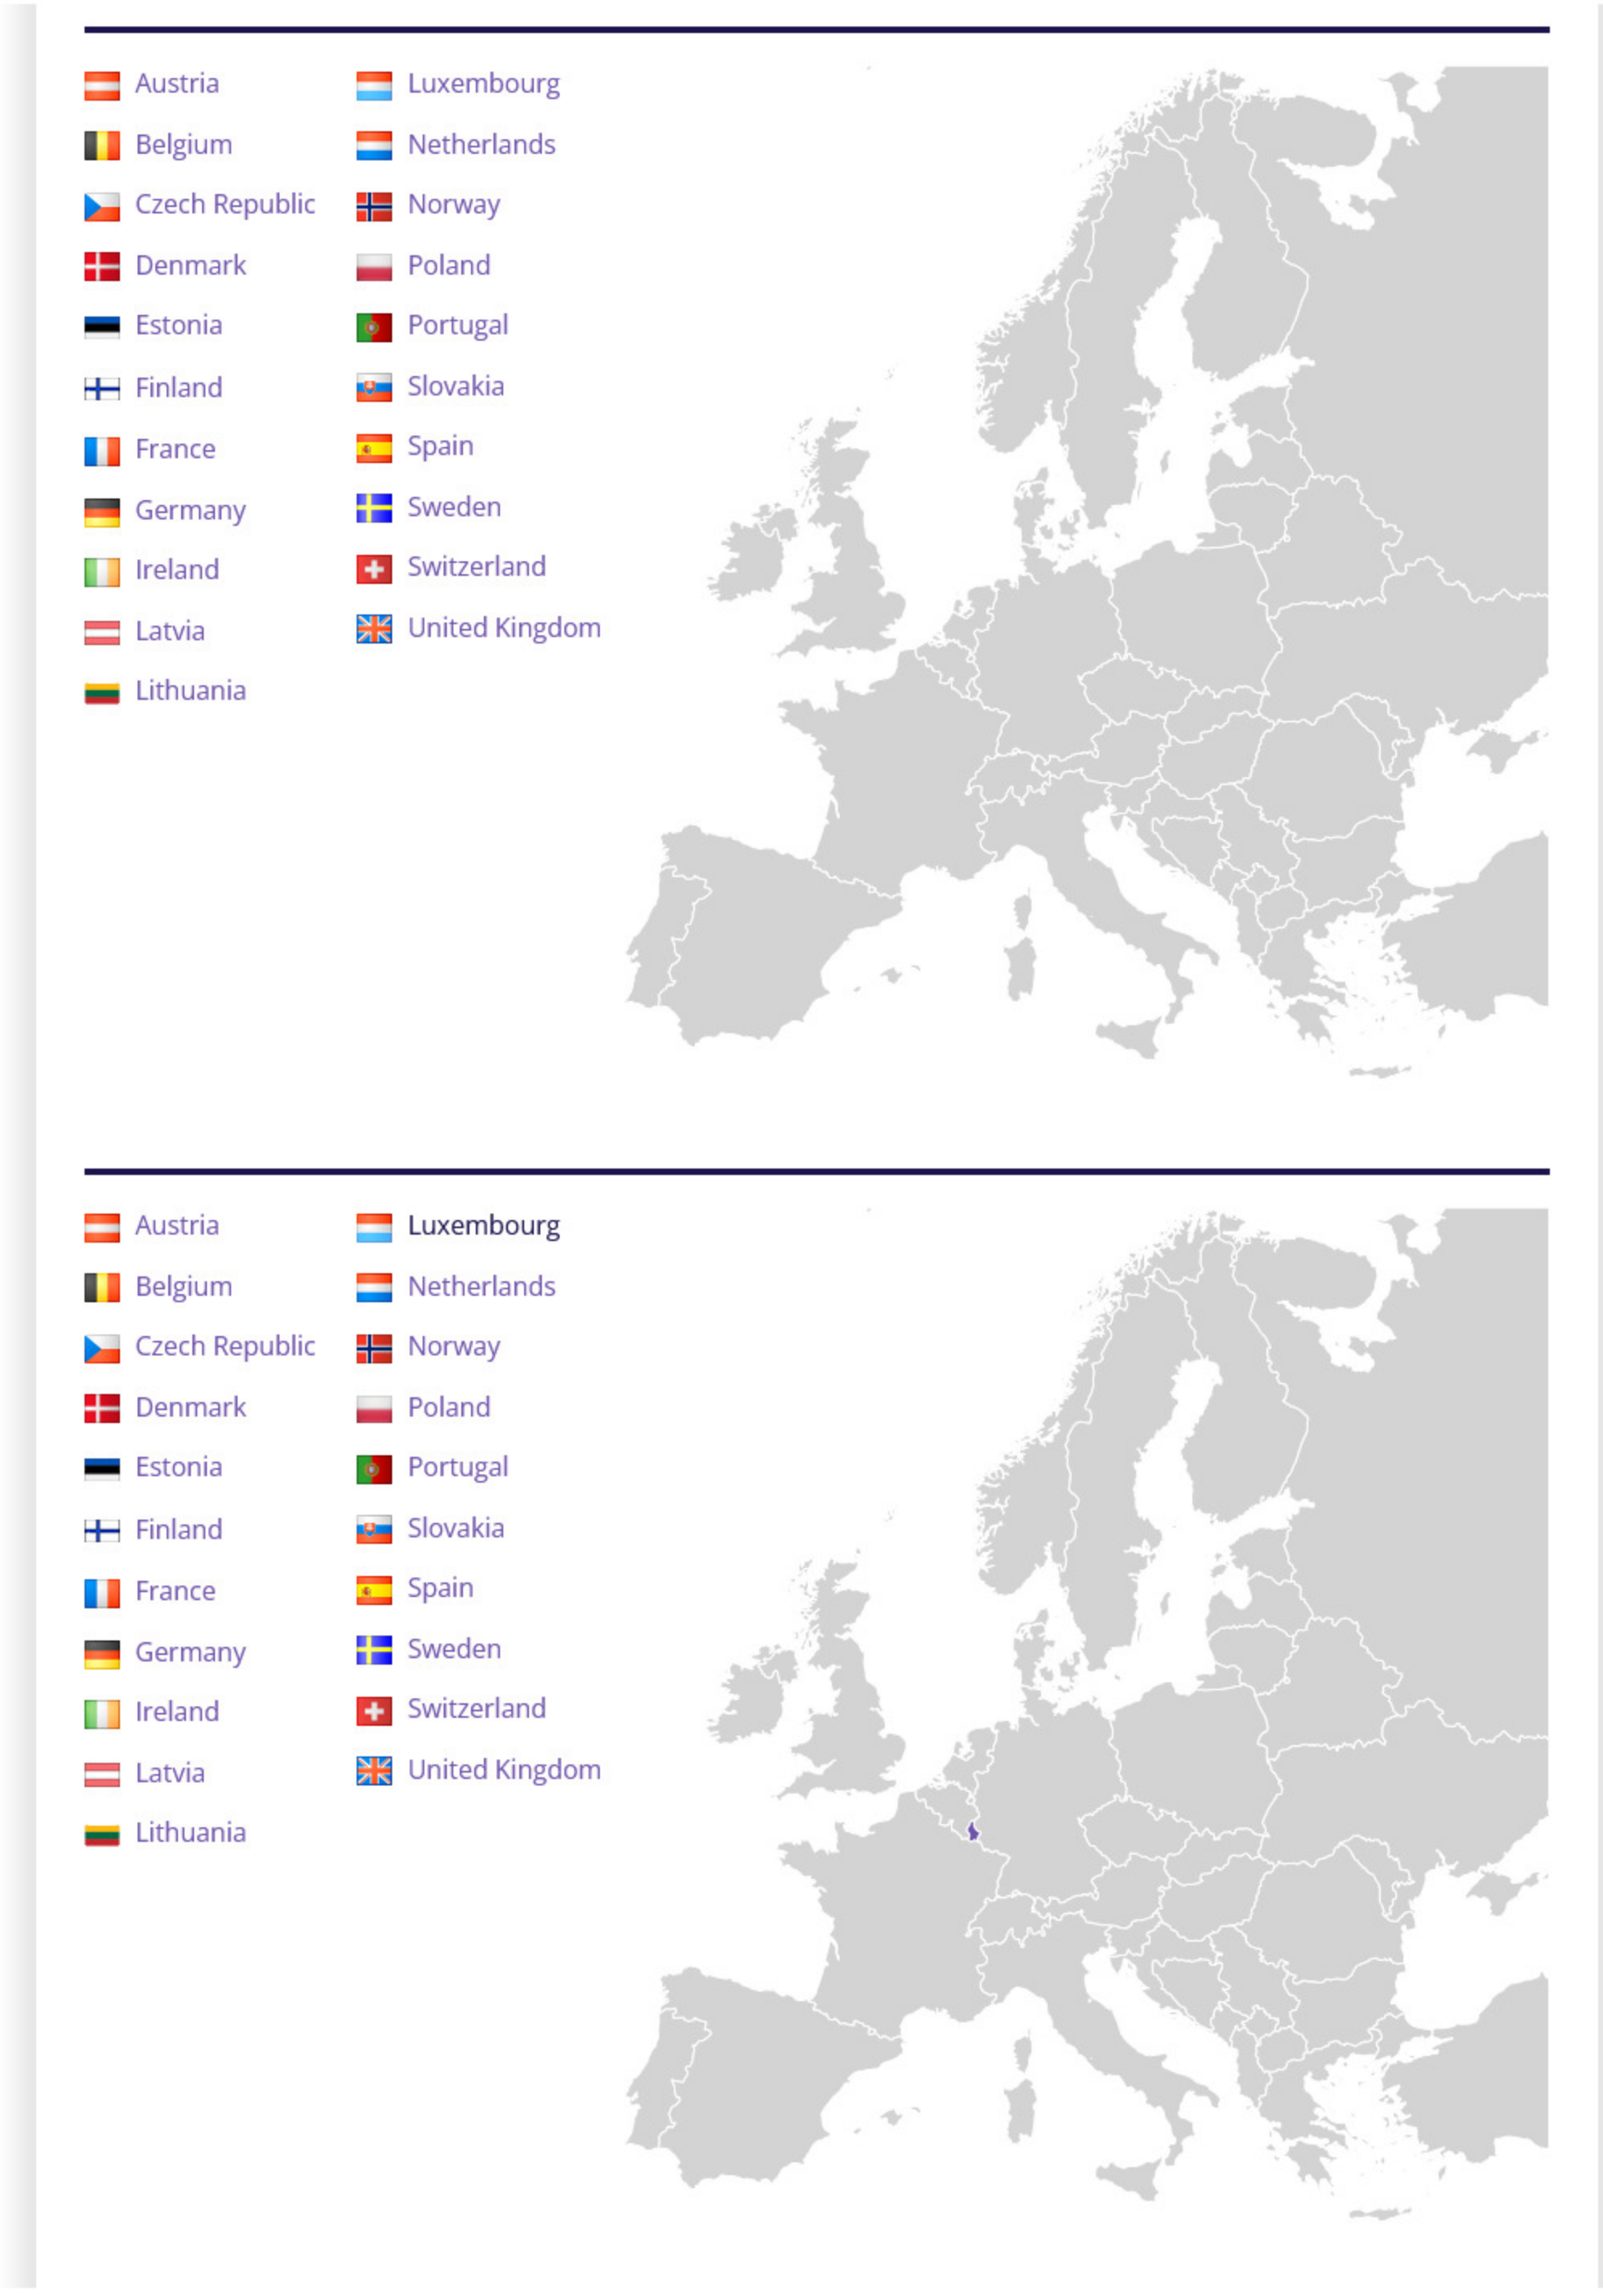 Austria
Belgium
Czech Republic
Denmark
Estonia
Finland
France
Germany
Ireland
Latvia
Lithuania
Luxembourg
Netherlands
Norway
Poland
Portugal
Slovakia
Spain
Sweden
Switzerland
United Kingdom
Austria
Belgium
Czech Republic
Denmark
Estonia
Finland
France
Germany
Ireland
Latvia
Lithuania
Luxembourg
Netherlands
Norway
Poland
Portugal
Slovakia
Spain
Sweden
Switzerland
United Kingdom